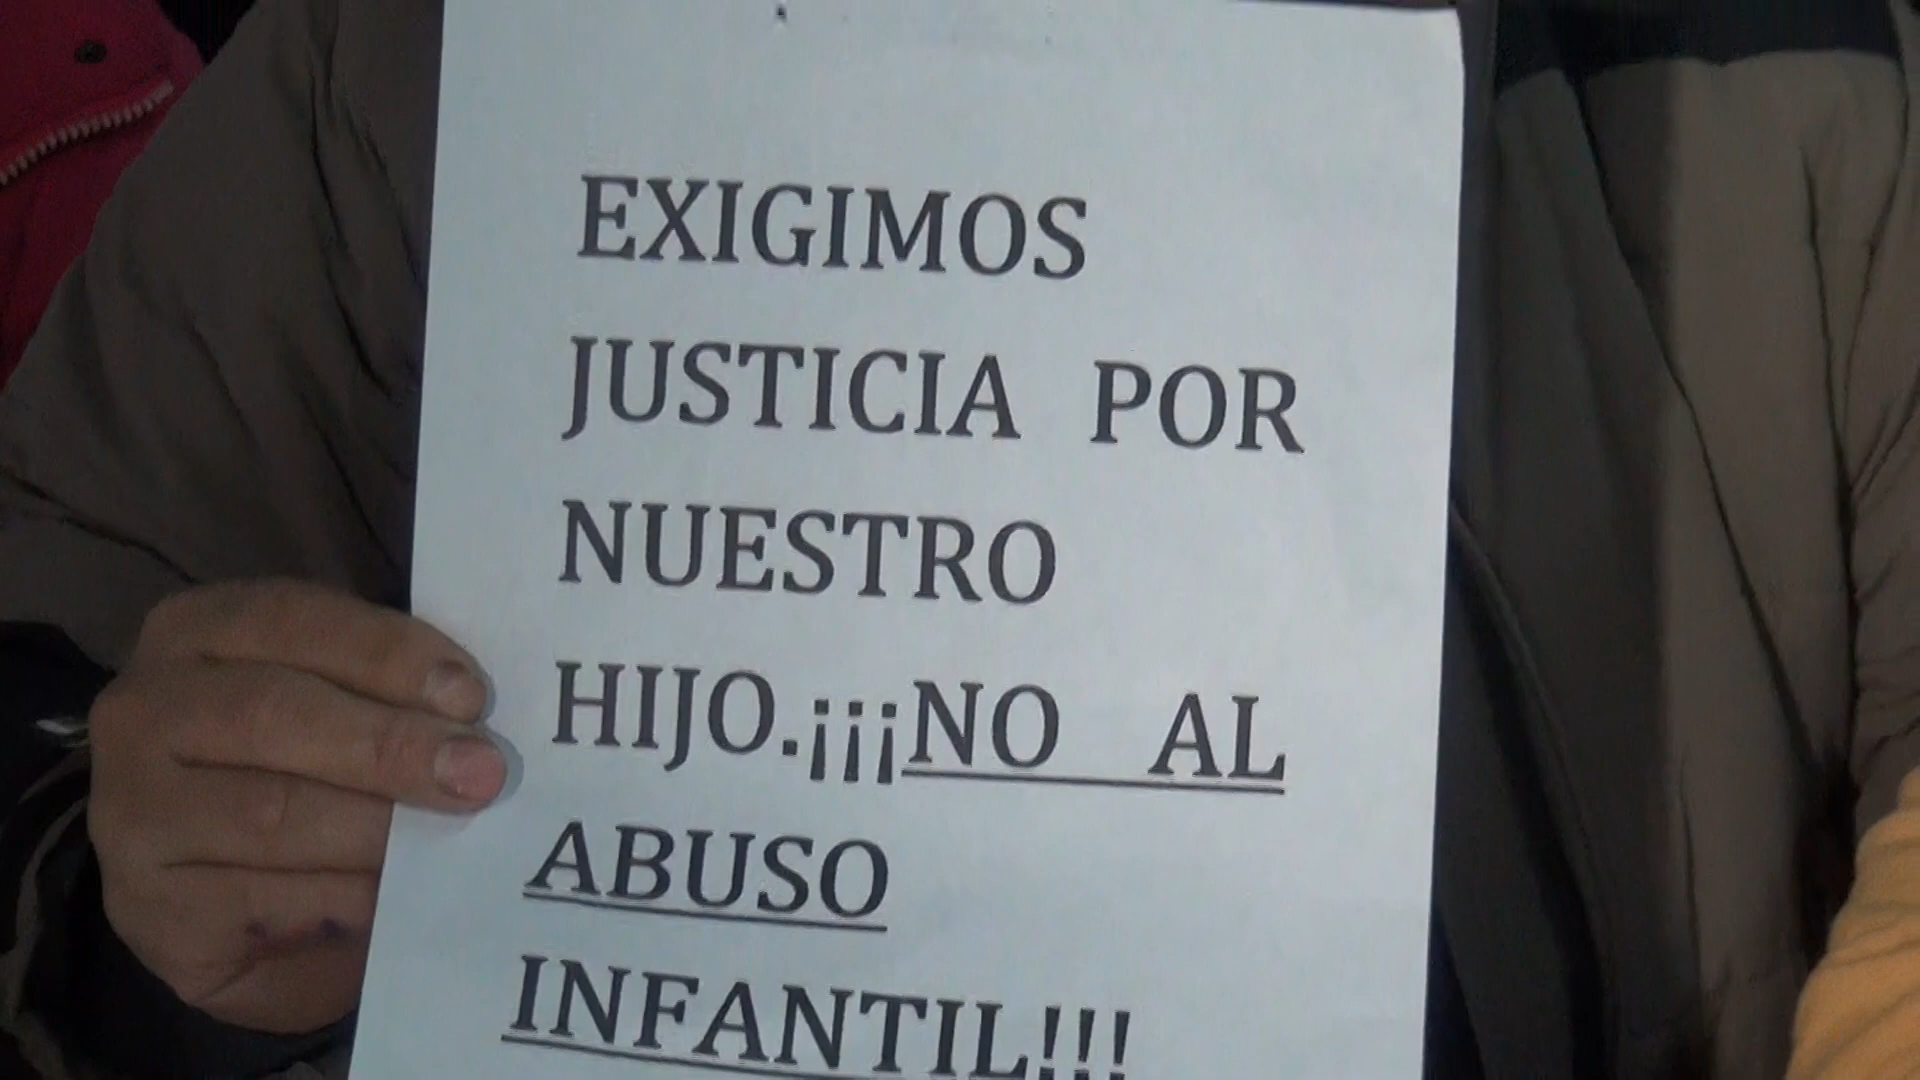 EXIGIMOS
JUSTICIA POR
NUESTRO
HIJO.¡¡¡NO AL
ABUSO
INFANTIL!!!